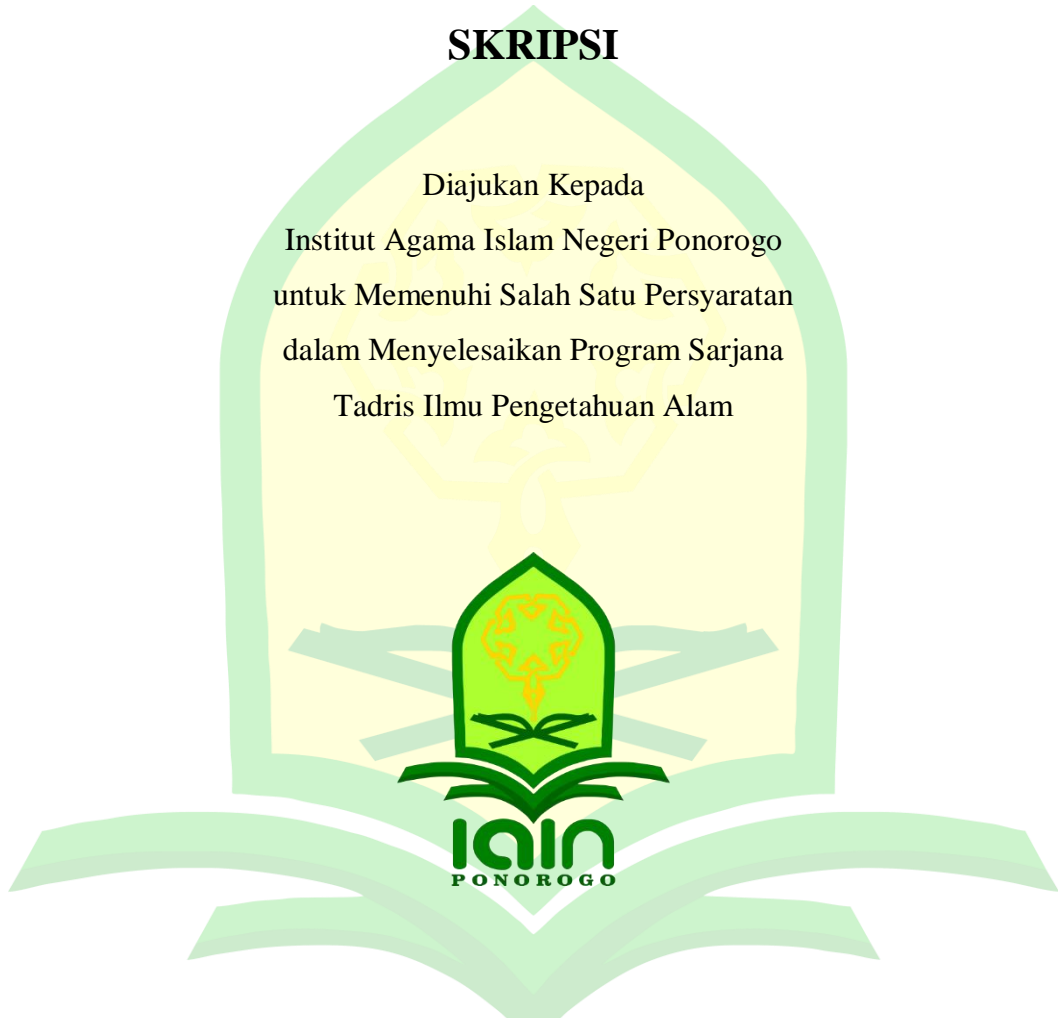 SKRIPSI
Diajukan Kepada
Institut Agama Islam Negeri Ponorogo
untuk Memenuhi Salah Satu Persyaratan
dalam Menyelesaikan Program Sarjana
Tadris Ilmu Pengetahuan Alam
iain
PONOROGO